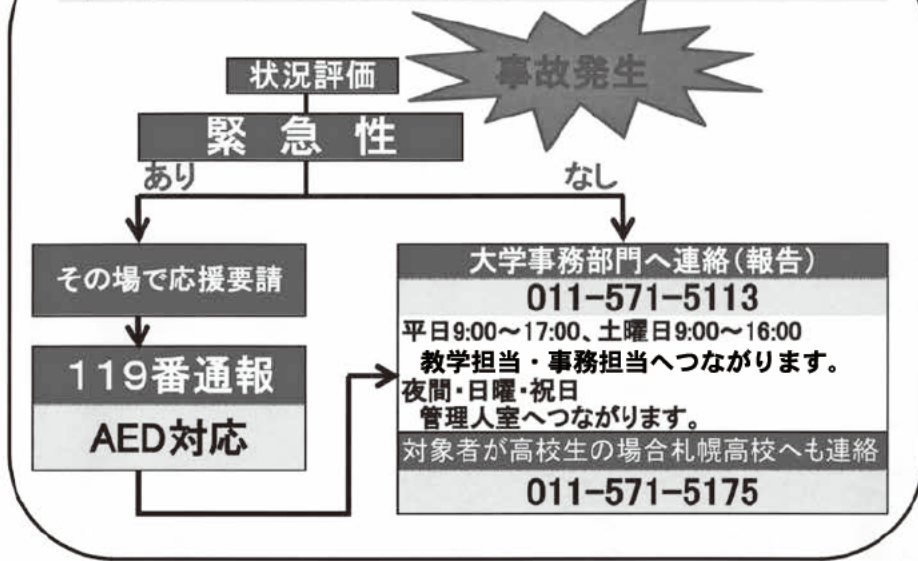 事故発生
状況評価
緊急性
あり
なし
その場で応援要請
119番通報
AED対応
大学事務部門へ連絡(報告)
011-571-5113
平日9:00～17:00、土曜日9:00～16:00
教学担当・事務担当へつながります。
夜間・日曜・祝日
管理人室へつながります。
対象者が高校生の場合札幌高校へも連絡
011-571-5175